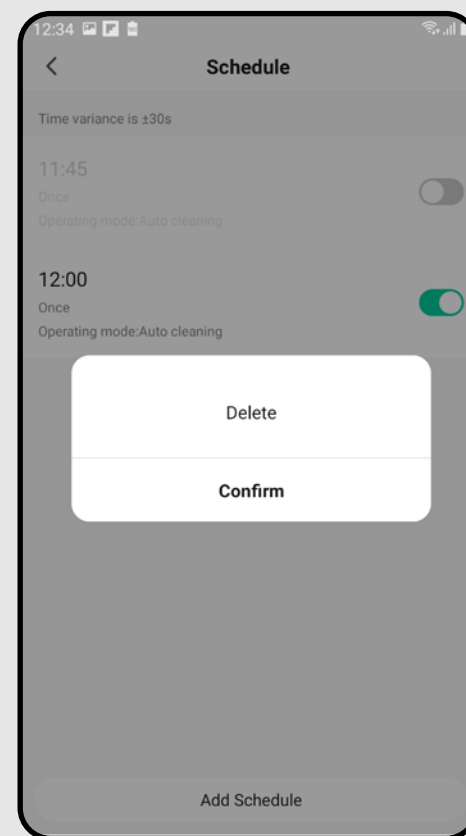 12:34
Schedule
Time variance is ±30s
11:45
Once
Operating mode:Auto cleaning
12:00
Once
Operating mode:Auto cleaning
Delete
Confirm
Add Schedule